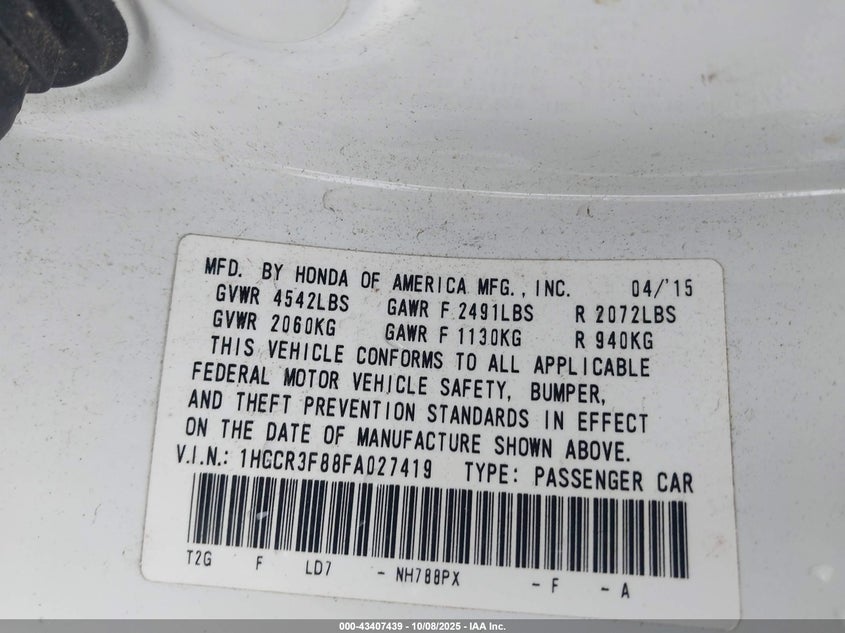 MFD. BY HONDA OF AMERICA MFG., INC. 04/'15
GVWR 4542LBS GAWR F 2491LBS R 2072LBS
GVWR 2060KG GAWR F 1130KG R 940KG
THIS VEHICLE CONFORMS TO ALL APPLICABLE
FEDERAL MOTOR VEHICLE SAFETY, BUMPER,
AND THEFT PREVENTION STANDARDS IN EFFECT
ON THE DATE OF MANUFACTURE SHOWN ABOVE.
V.I.N.: 1HGCR3F88FA027419 TYPE: PASSENGER CAR
T2G F LD7 - NH788PX - F - A
000-43407439 - 10/08/2025 - IAA Inc.